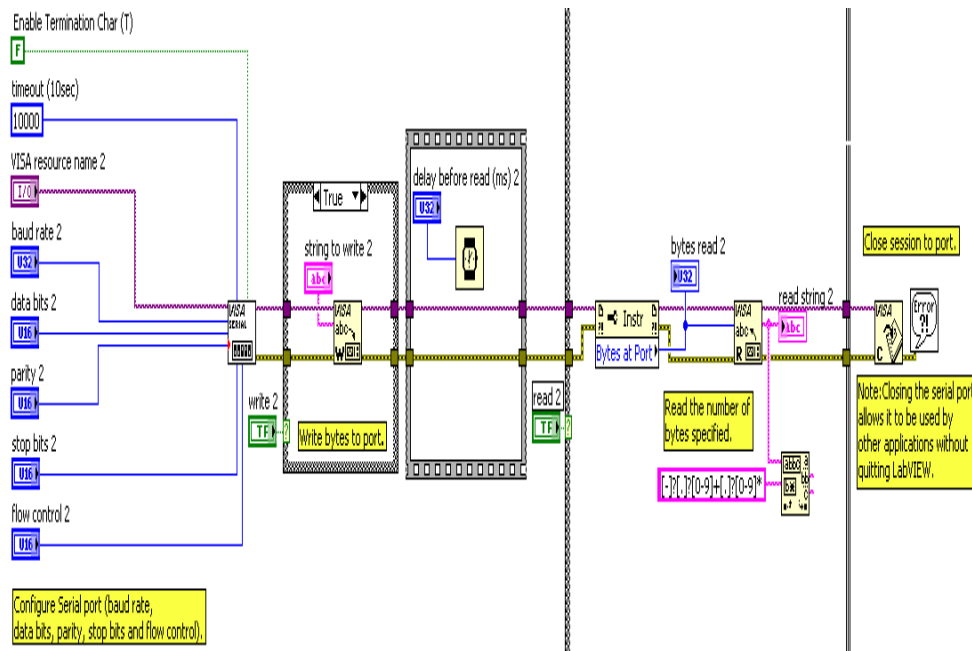 Enable Termination Char (T)
F
timeout (10sec)
10000
VISA resource name 2
I/O
baud rate 2
U32
data bits 2
U16
parity 2
U16
stop bits 2
U16
flow control 2
U16
Configure Serial port (baud rate,
data bits, parity, stop bits and flow control).
VISA
SERIAL
True
string to write 2
abc
VISA
abc
W
write 2
TF
Write bytes to port.
delay before read (ms) 2
U32
read 2
TF
Instr
Bytes at Port
bytes read 2
U32
VISA
abc
R
read string 2
abc
Read the number of
bytes specified.
[-]?[.]?[0-9]+[.]?[0-9]*
Close session to port.
VISA
C
Error
?!
Note:Closing the serial port
allows it to be used by
other applications without
quitting LabVIEW.